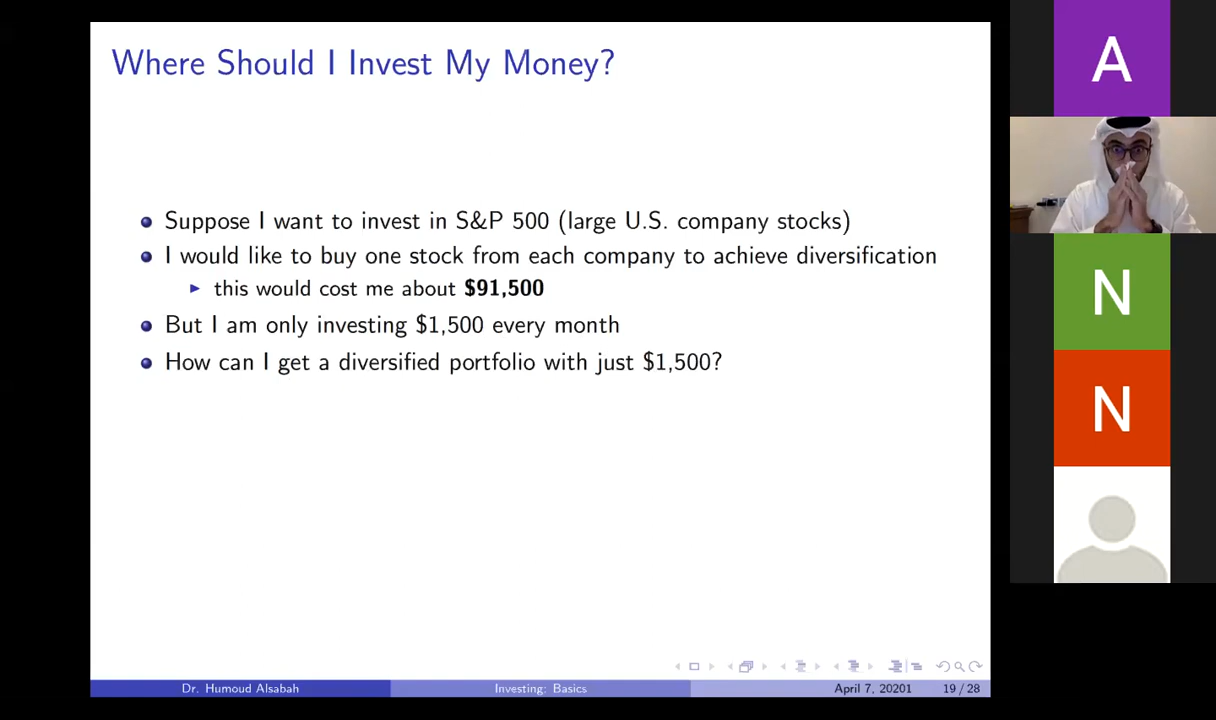 Where Should I Invest My Money?
Suppose I want to invest in S&P 500 (large U.S. company stocks)
I would like to buy one stock from each company to achieve diversification
this would cost me about $91,500
But I am only investing $1,500 every month
How can I get a diversified portfolio with just $1,500?
Dr. Humoud Alsabah
Investing: Basics
April 7, 20201
19 / 28
A
N
N